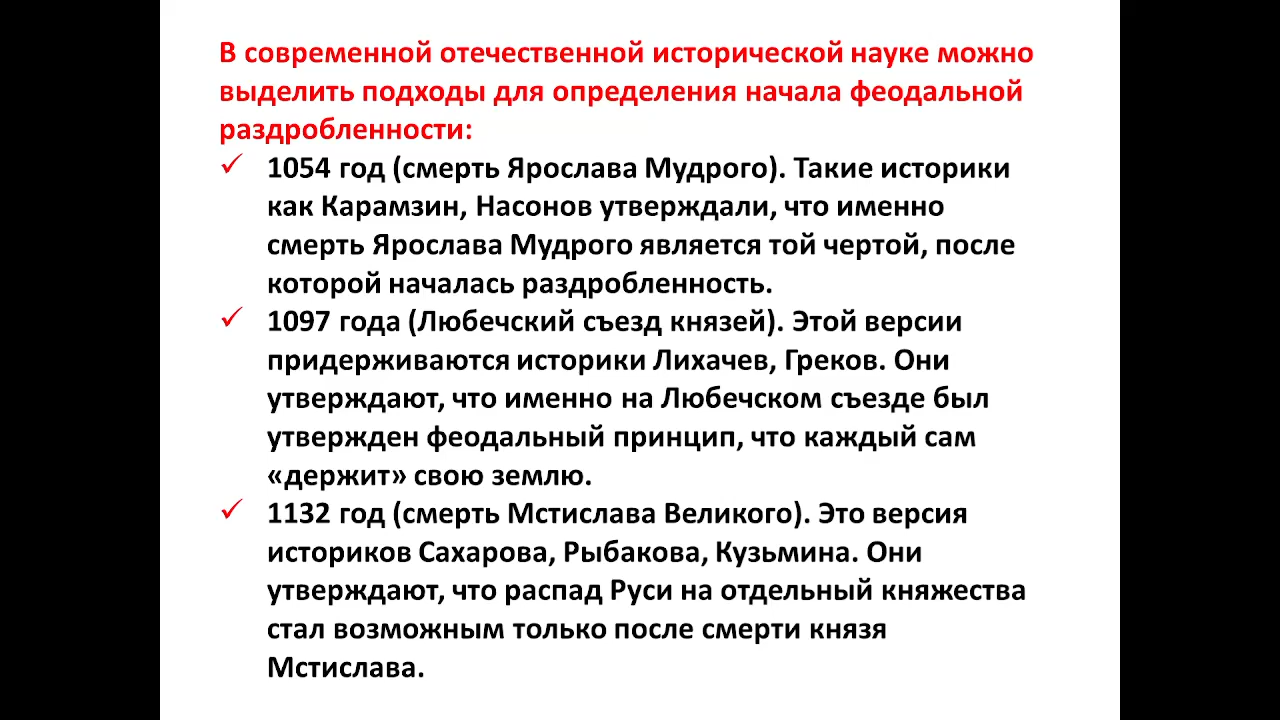 В современной отечественной исторической науке можно
выделить подходы для определения начала феодальной
раздробленности:
✓ 1054 год (смерть Ярослава Мудрого). Такие историки
как Карамзин, Насонов утверждали, что именно
смерть Ярослава Мудрого является той чертой, после
которой началась раздробленность.
✓ 1097 года (Любечский съезд князей). Этой версии
придерживаются историки Лихачев, Греков. Они
утверждают, что именно на Любечском съезде был
утвержден феодальный принцип, что каждый сам
«держит» свою землю.
✓ 1132 год (смерть Мстислава Великого). Это версия
историков Сахарова, Рыбакова, Кузьмина. Они
утверждают, что распад Руси на отдельный княжества
стал возможным только после смерти князя
Мстислава.